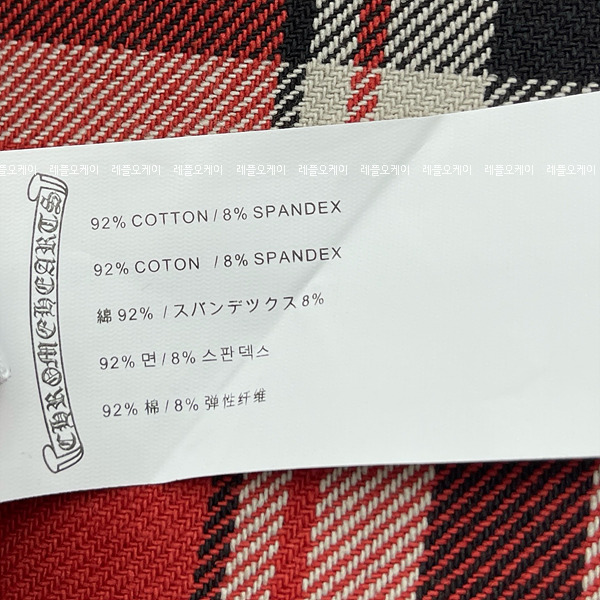 레플오케이 레플오케이 레플오케이 레플오케이 레플오케이 레플오케이 레플오케이 레플오케이 레플오케이 레플오케이
CHROME HEARTS
92% COTTON / 8% SPANDEX
92% COTON / 8% SPANDEX
綿 92% / スバンデツクス 8%
92% 면 / 8% 스판덱스
92% 棉 / 8% 弹性纤维